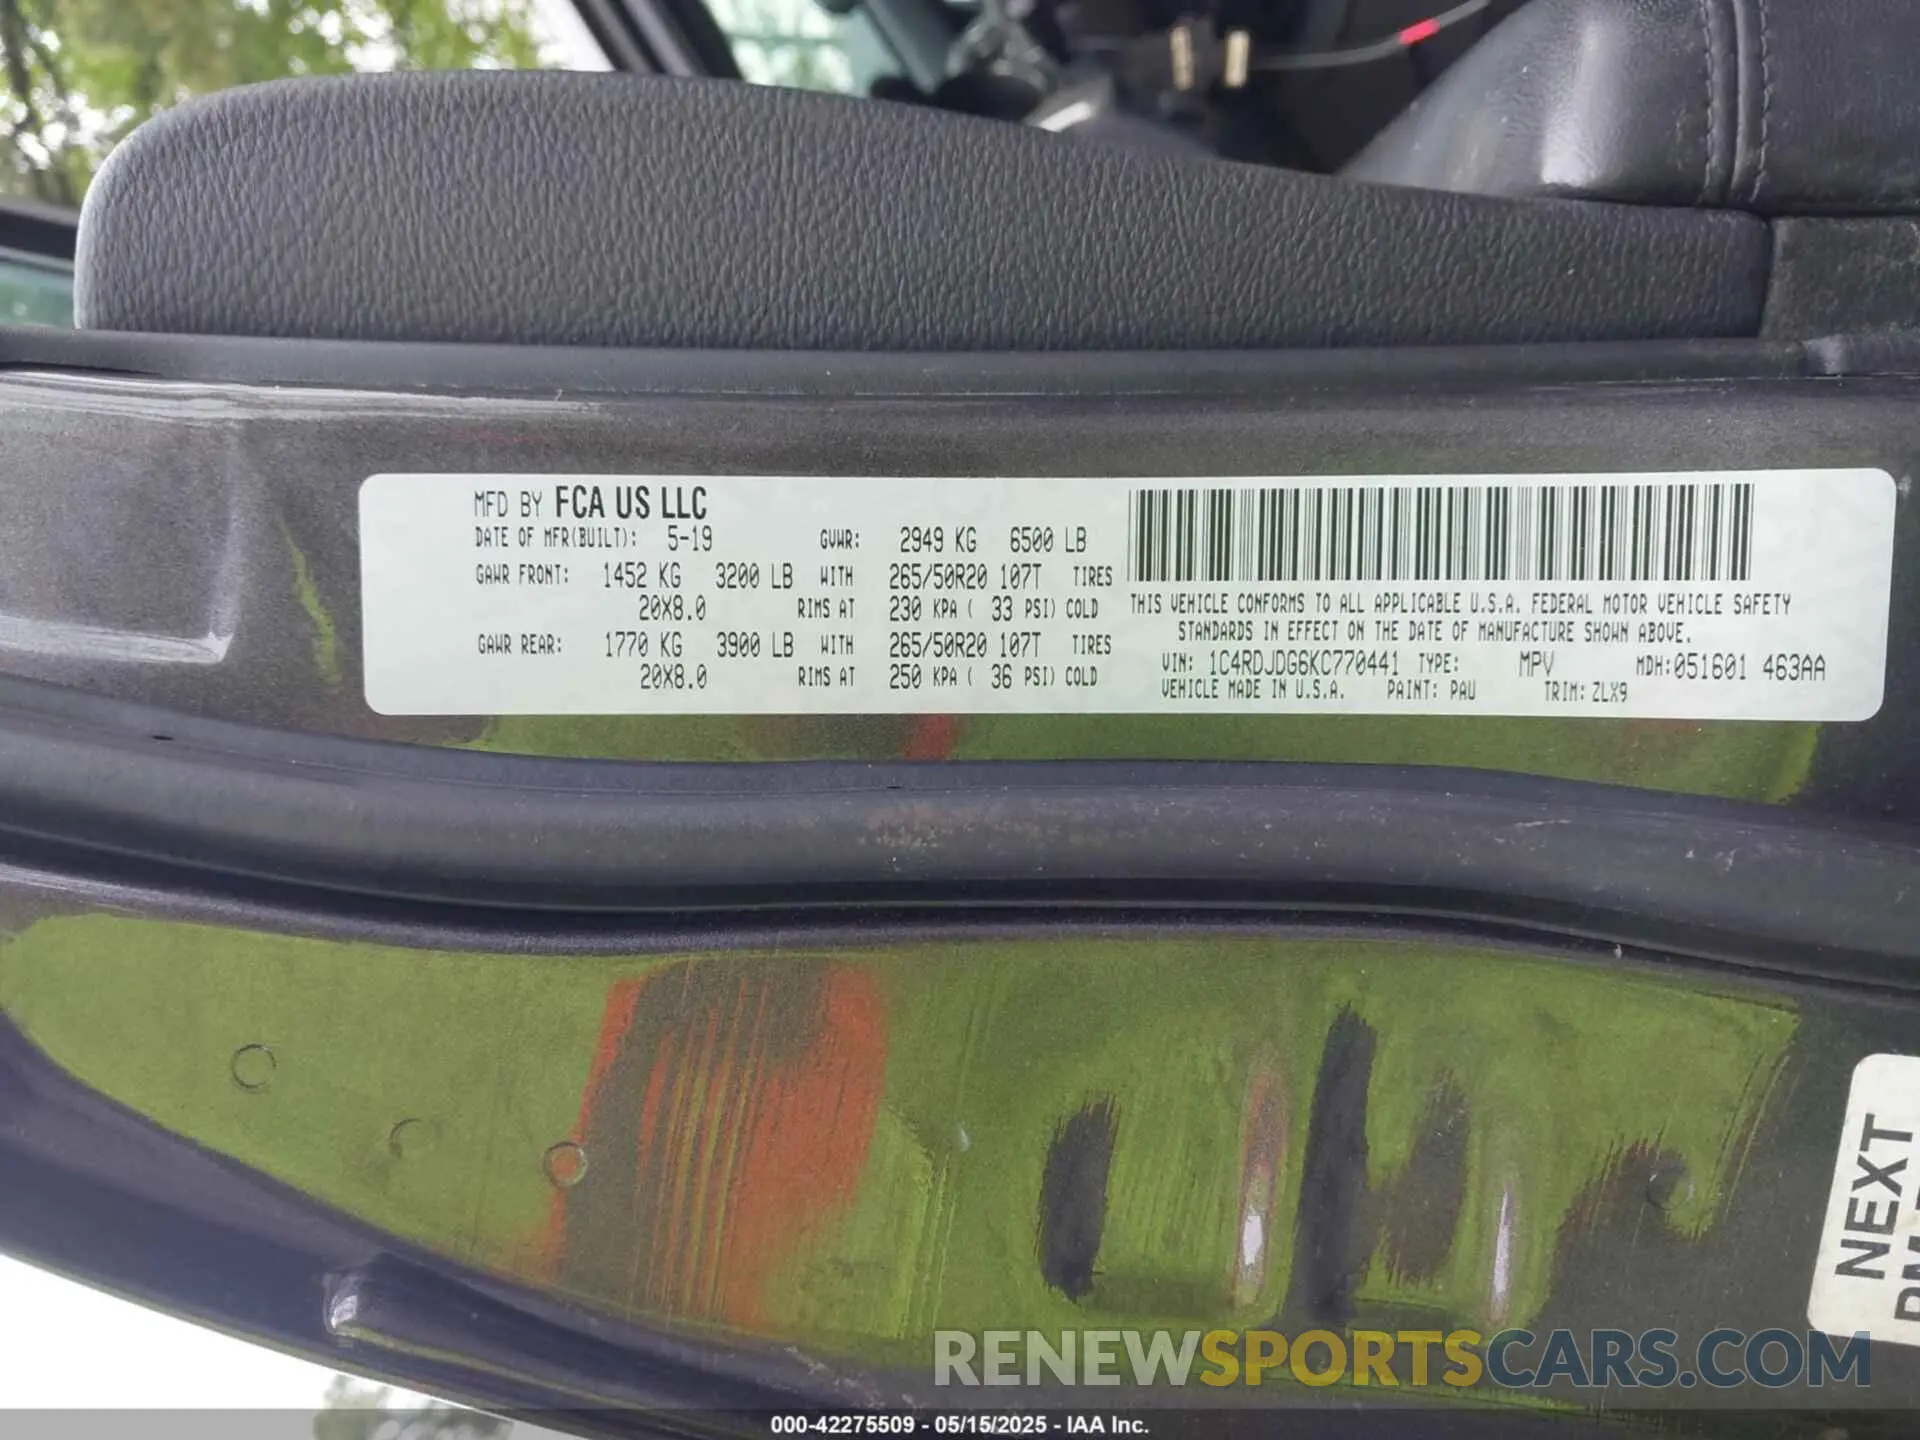 MFD BY FCA US LLC
DATE OF MFR(BUILT): 5-19 GVWR: 2949 KG 6500 LB
GAWR FRONT: 1452 KG 3200 LB WITH 265/50R20 107T TIRES
20X8.0 RIMS AT 230 KPA ( 33 PSI) COLD
GAWR REAR: 1770 KG 3900 LB WITH 265/50R20 107T TIRES
20X8.0 RIMS AT 250 KPA ( 36 PSI) COLD
THIS VEHICLE CONFORMS TO ALL APPLICABLE U.S.A. FEDERAL MOTOR VEHICLE SAFETY
STANDARDS IN EFFECT ON THE DATE OF MANUFACTURE SHOWN ABOVE.
VIN: 1C4RDJDG6KC770441 TYPE: MPV MDH:051601 463AA
VEHICLE MADE IN U.S.A. PAINT: PAU TRIM: ZLX9
NEXT
RENEWSPORTSCARS.COM
000-42275509 - 05/15/2025 - IAA Inc.